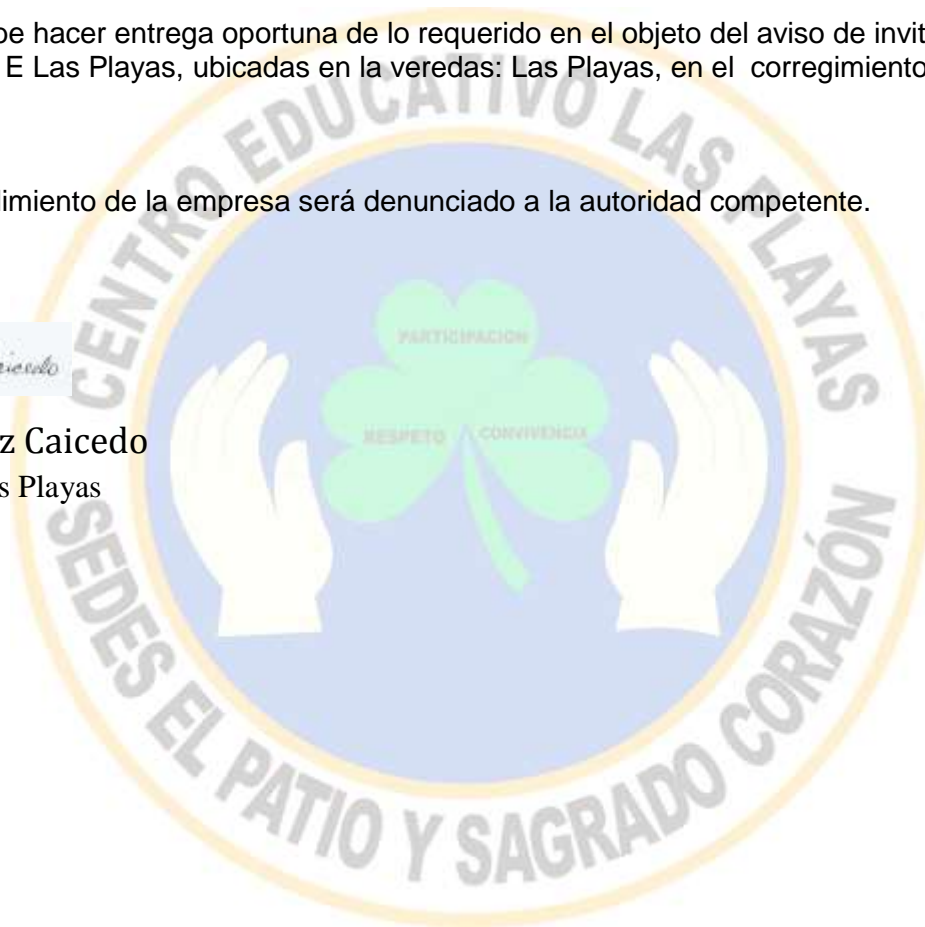 be hacer entrega oportuna de lo requerido en el objeto del aviso de invit
E Las Playas, ubicadas en la veredas: Las Playas, en el corregimiento
limiento de la empresa será denunciado a la autoridad competente.
z Caicedo
s Playas
CENTRO EDUCATIVO LAS PLAYAS
PARTICIPACION
RESPETO
CONVIVENCIA
SEDES EL PATIO Y SAGRADO CORAZÓN